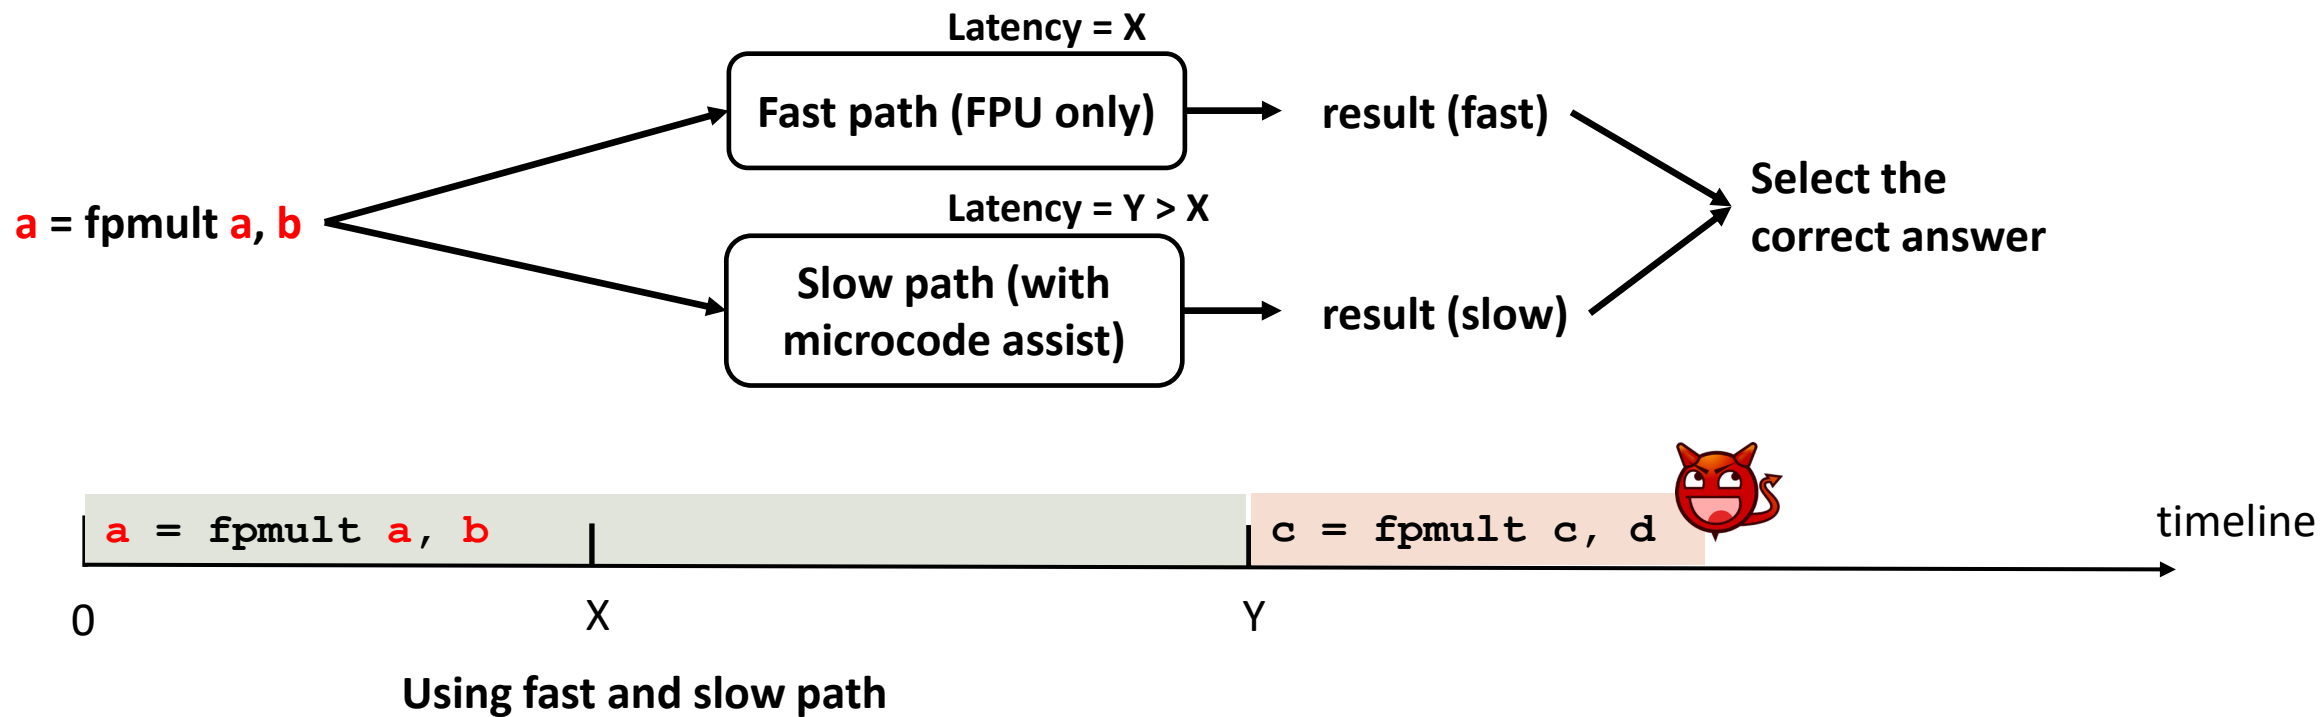 Latency = X
Fast path (FPU only)
result (fast)
Select the
correct answer
a = fpmult a, b
Latency = Y > X
Slow path (with
microcode assist)
result (slow)
a = fpmult a, b
c = fpmult c, d
timeline
0
X
Y
Using fast and slow path